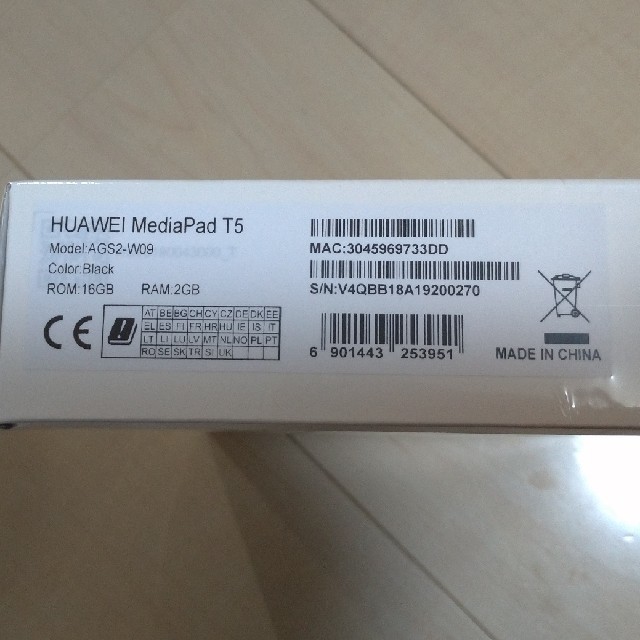 HUAWEI MediaPad T5
Model:AGS2-W09
Color:Black
ROM:16GB RAM:2GB
CE
AT BE BG CH CY CZ DE DK EE
EL ES FI FR HR HU IE IS IT
LT LI LU LV MT NL NO PL PT
RO SE SK TR SI UK
MAC:3045969733DD
S/N:V4QBB18A19200270
6 901443 253951
MADE IN CHINA